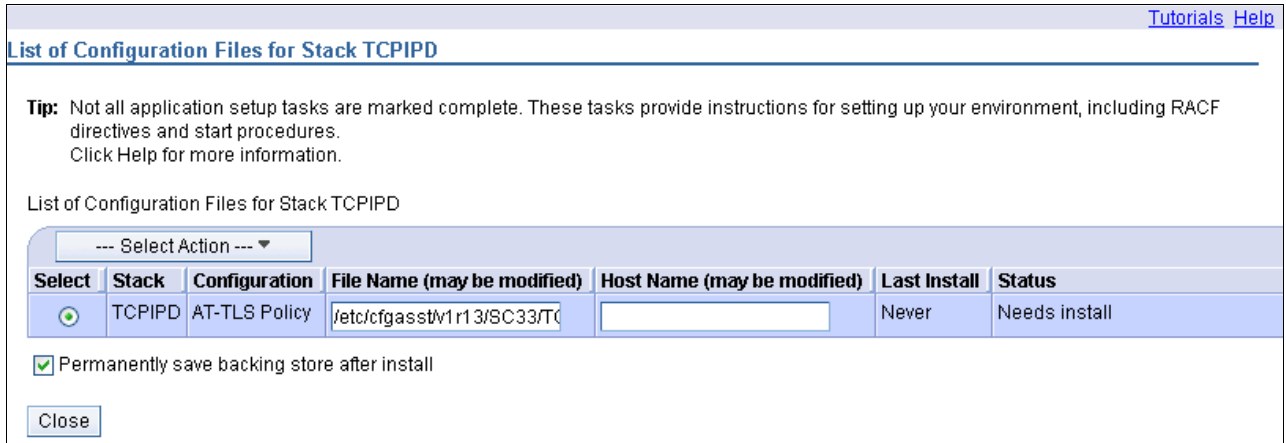 Tutorials Help
List of Configuration Files for Stack TCPIPD
Tip: Not all application setup tasks are marked complete. These tasks provide instructions for setting up your environment, including RACF
directives and start procedures.
Click Help for more information.
List of Configuration Files for Stack TCPIPD
--- Select Action ---
Select Stack Configuration File Name (may be modified) Host Name (may be modified) Last Install Status
TCPIPD AT-TLS Policy /etc/cfgasst/v1r13/SC33/TC Never Needs install
Permanently save backing store after install
Close